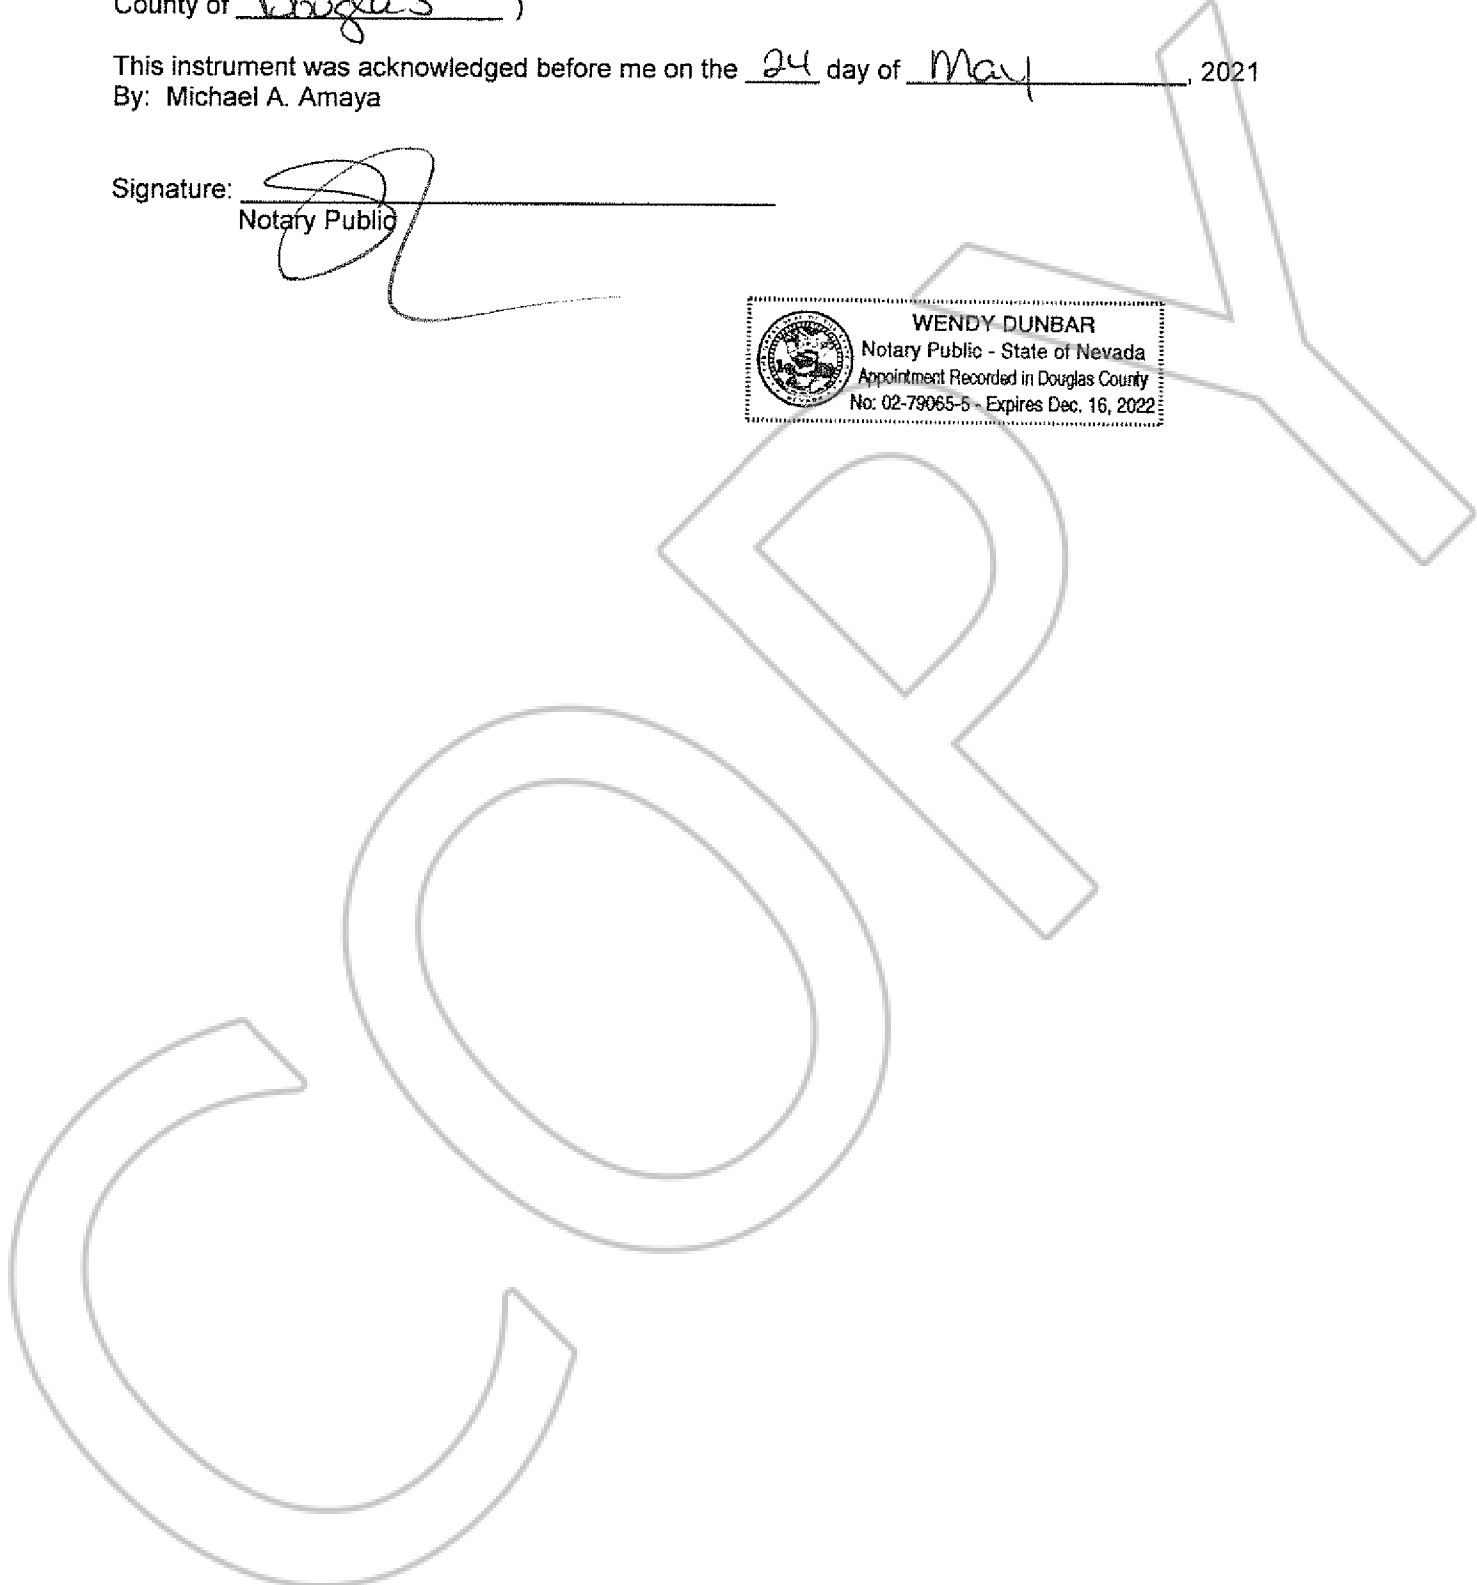 County of Douglas )
This instrument was acknowledged before me on the 24 day of May, 2021
By: Michael A. Amaya
Signature:
Notary Public
WENDY DUNBAR
Notary Public - State of Nevada
Appointment Recorded in Douglas County
No: 02-79065-5 - Expires Dec. 16, 2022
COPY